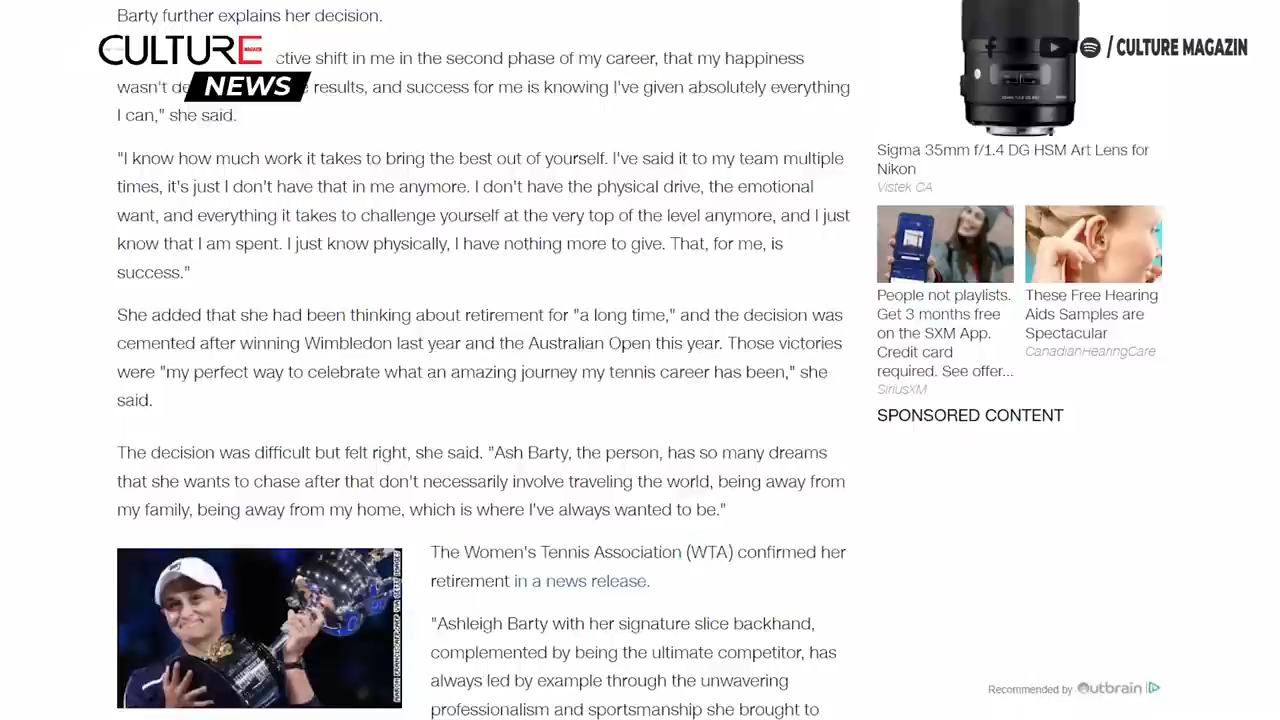 Barty further explains her decision.
CULTURE
NEWS
ctive shift in me in the second phase of my career, that my happiness
wasn't de results, and success for me is knowing I've given absolutely everything
I can," she said.
"I know how much work it takes to bring the best out of yourself. I've said it to my team multiple
times, it's just I don't have that in me anymore. I don't have the physical drive, the emotional
want, and everything it takes to challenge yourself at the very top of the level anymore, and I just
know that I am spent. I just know physically, I have nothing more to give. That, for me, is
success."
She added that she had been thinking about retirement for "a long time," and the decision was
cemented after winning Wimbledon last year and the Australian Open this year. Those victories
were "my perfect way to celebrate what an amazing journey my tennis career has been," she
said.
The decision was difficult but felt right, she said. "Ash Barty, the person, has so many dreams
that she wants to chase after that don't necessarily involve traveling the world, being away from
my family, being away from my home, which is where I've always wanted to be."
The Women's Tennis Association (WTA) confirmed her
retirement in a news release.
"Ashleigh Barty with her signature slice backhand,
complemented by being the ultimate competitor, has
always led by example through the unwavering
professionalism and sportsmanship she brought to
/ CULTURE MAGAZIN
Sigma 35mm f/1.4 DG HSM Art Lens for
Nikon
Vistek CA
People not playlists.
Get 3 months free
on the SXM App.
Credit card
required. See offer...
SiriusXM
These Free Hearing
Aids Samples are
Spectacular
CanadianHearingCare
SPONSORED CONTENT
Recommended by Outbrain